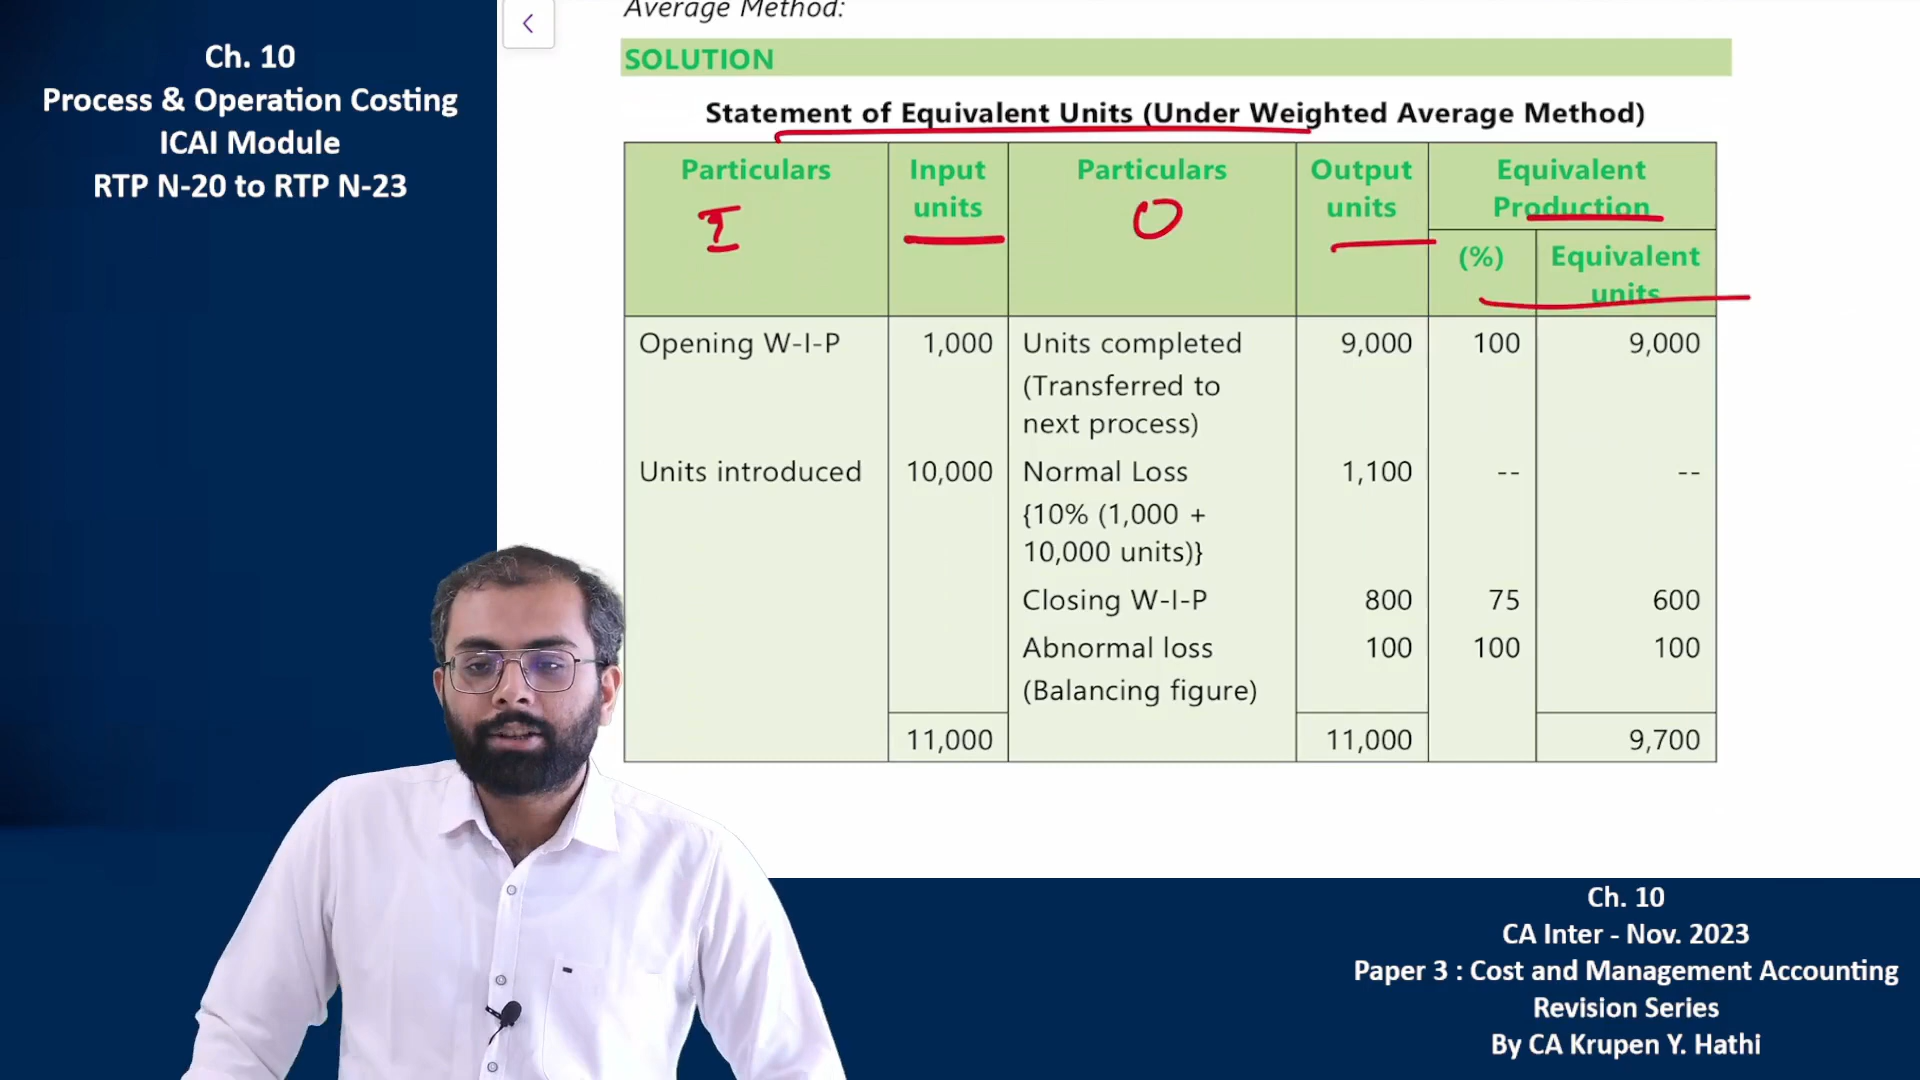 Ch. 10
Process & Operation Costing
ICAI Module
RTP N-20 to RTP N-23
Average Method:
SOLUTION
Statement of Equivalent Units (Under Weighted Average Method)
Particulars Input units Particulars Output units Equivalent Production
I O
(%) Equivalent units
Opening W-I-P 1,000 Units completed 9,000 100 9,000
(Transferred to
next process)
Units introduced 10,000 Normal Loss 1,100 -- --
{10% (1,000 +
10,000 units)}
Closing W-I-P 800 75 600
Abnormal loss 100 100 100
(Balancing figure)
11,000 11,000 9,700
Ch. 10
CA Inter - Nov. 2023
Paper 3 : Cost and Management Accounting
Revision Series
By CA Krupen Y. Hathi